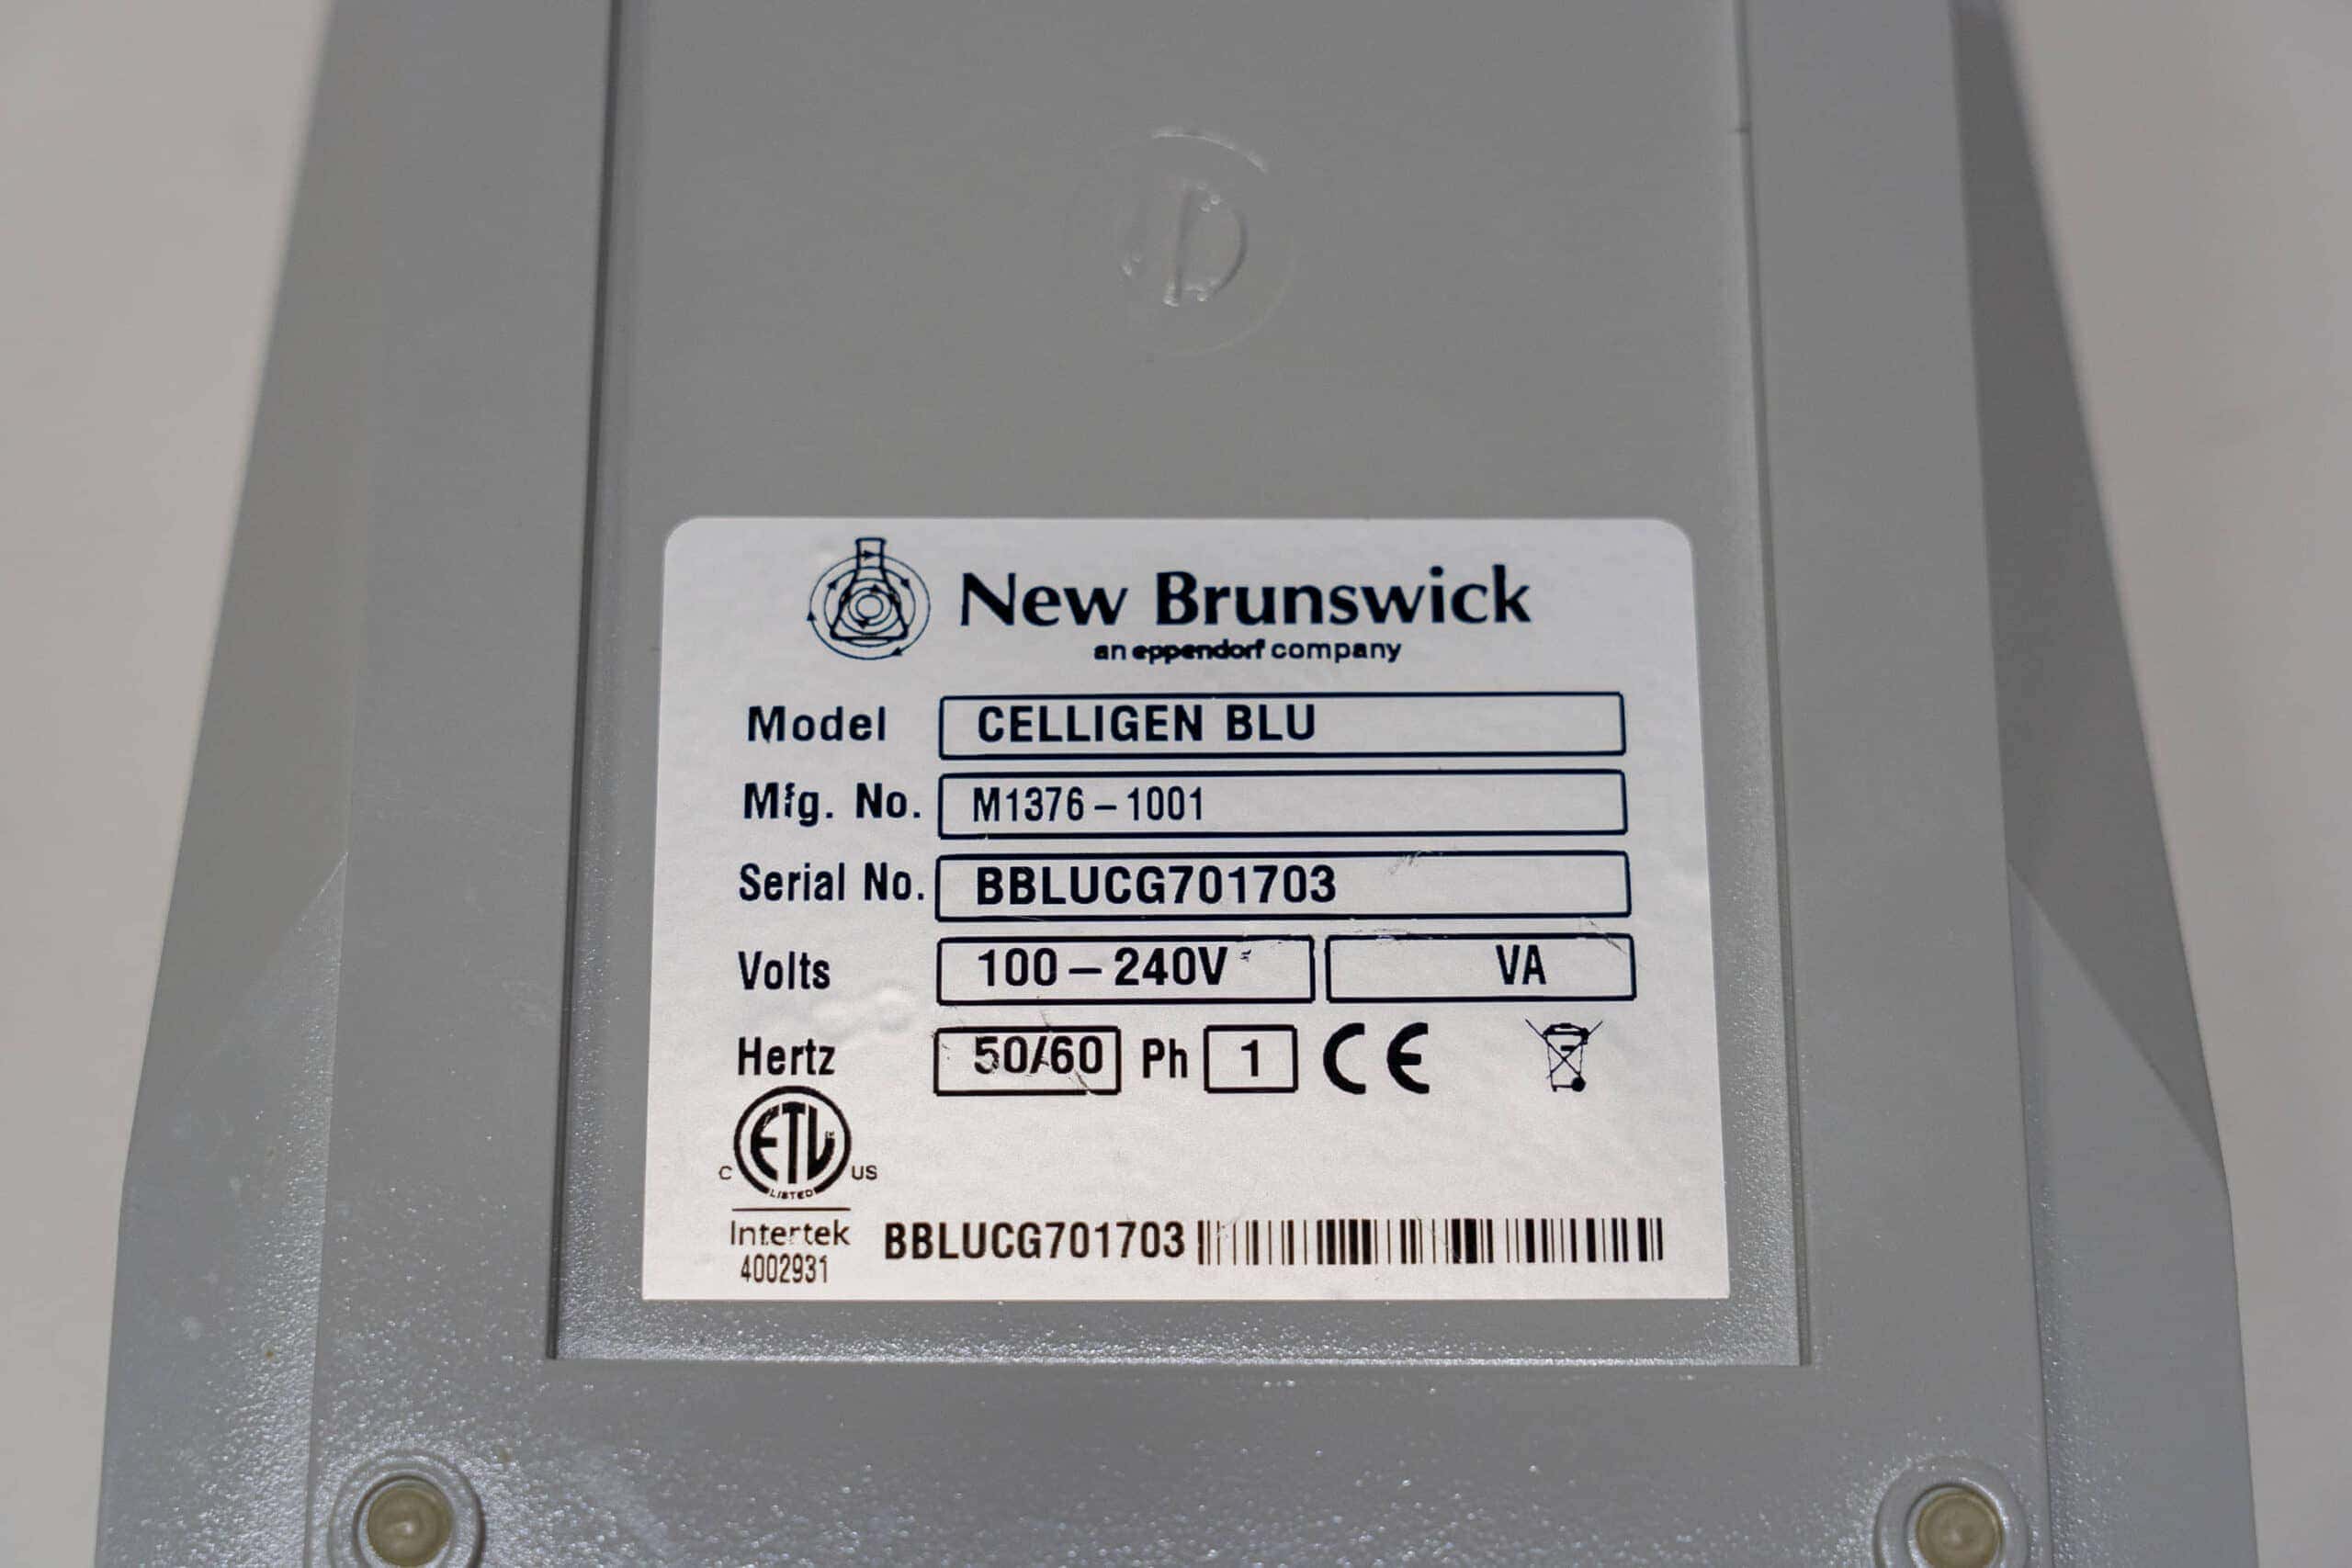 New Brunswick
an eppendorf company
Model CELLIGEN BLU
Mfg. No. M1376-1001
Serial No. BBLUCG701703
Volts 100-240V VA
Hertz 50/60 Ph 1 CE
ETL
C US
LISTED
Intertek
4002931
BBLUCG701703